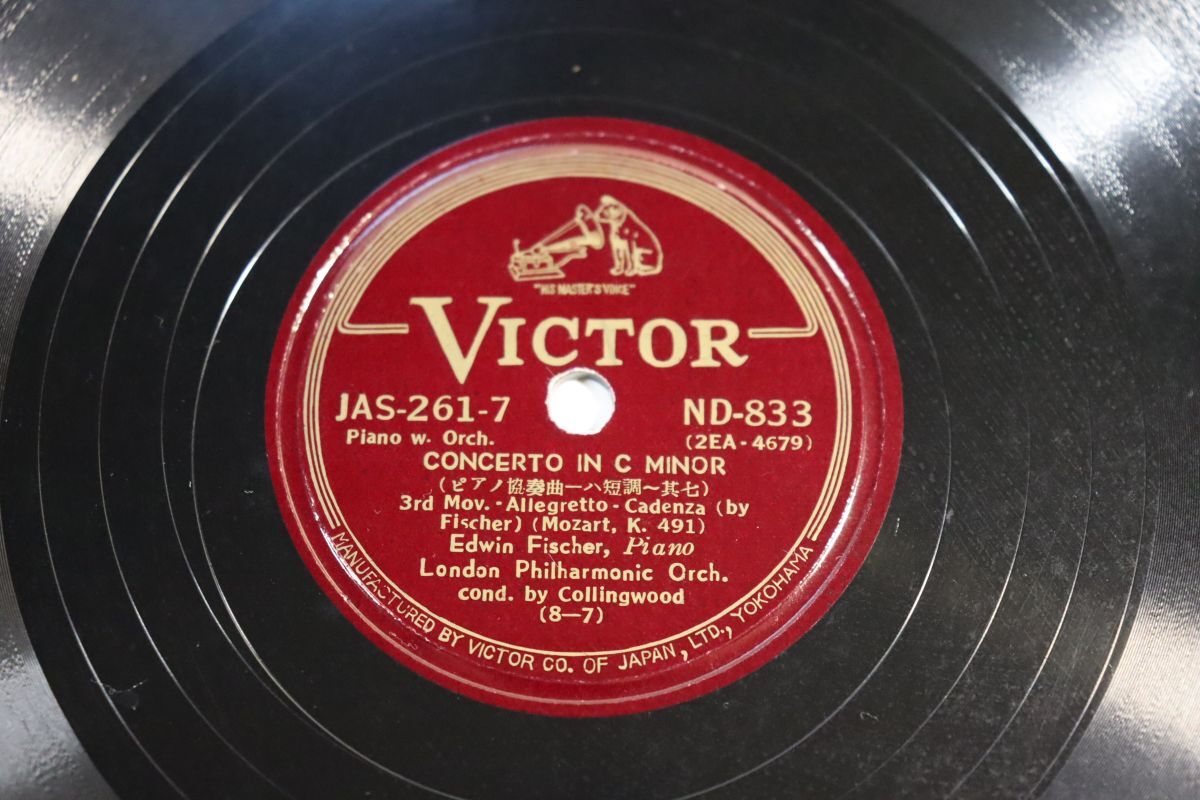 "HIS MASTER'S VOICE"
VICTOR
JAS-261-7 ND-833
Piano w. Orch. (2EA-4679)
CONCERTO IN C MINOR
(ピアノ協奏曲ーハ短調～其七)
3rd Mov. - Allegretto - Cadenza (by
Fischer) (Mozart, K. 491)
Edwin Fischer, Piano
London Philharmonic Orch.
cond. by Collingwood
(8—7)
MANUFACTURED BY VICTOR CO. OF JAPAN, LTD., YOKOHAMA